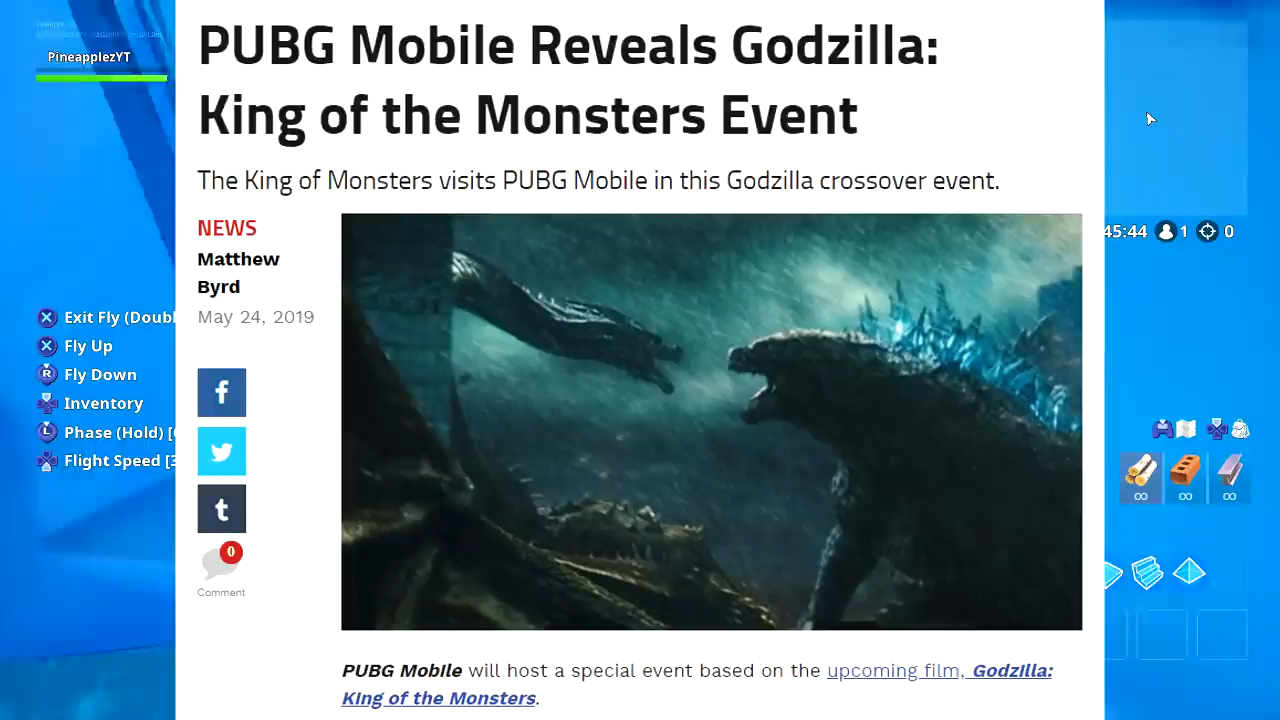 PineapplezYT
PUBG Mobile Reveals Godzilla:
King of the Monsters Event
The King of Monsters visits PUBG Mobile in this Godzilla crossover event.
NEWS
Matthew
Byrd
May 24, 2019
f
t
0
Comment
Exit Fly (Doubl
Fly Up
R
Fly Down
Inventory
L
Phase (Hold) [
Flight Speed [3
45:44
1
0
∞
∞
∞
PUBG Mobile will host a special event based on the upcoming film, Godzilla:
King of the Monsters.